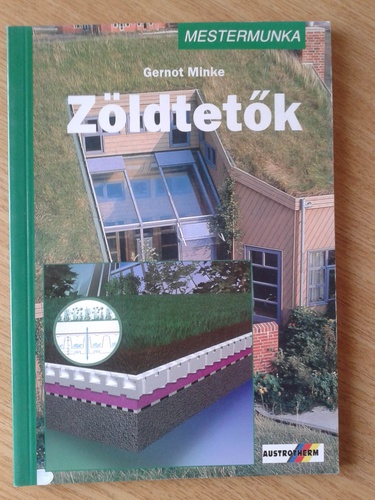 MESTERMUNKA
Gernot Minke
Zöldtetők
AUSTROTHERM